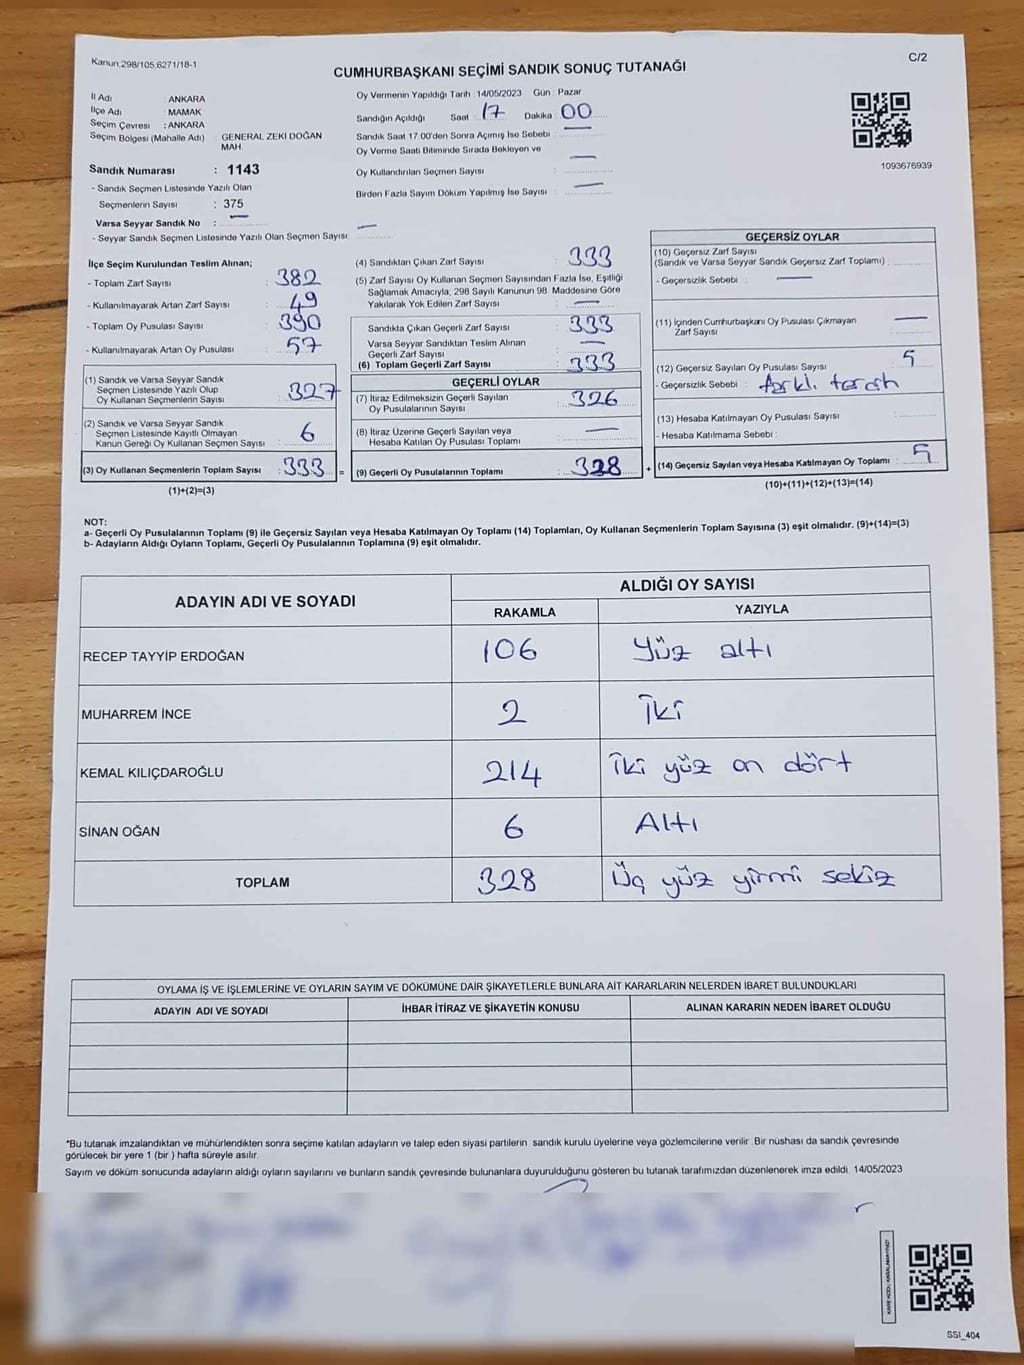 Kanun,298/105,6271/18-1
C/2
CUMHURBAŞKANI SEÇİMİ SANDIK SONUÇ TUTANAĞI
İl Adı : ANKARA
İlçe Adı : MAMAK
Seçim Çevresi : ANKARA
Seçim Bölgesi (Mahalle Adı) : GENERAL ZEKİ DOĞAN
MAH.
Sandık Numarası : 1143
- Sandık Seçmen Listesinde Yazılı Olan
Seçmenlerin Sayısı : 375
Varsa Seyyar Sandık No : —
- Seyyar Sandık Seçmen Listesinde Yazılı Olan Seçmen Sayısı: —
Oy Vermenin Yapıldığı Tarih : 14/05/2023 Gün : Pazar
Sandığın Açıldığı Saat : 17 Dakika : 00
Sandık Saat 17.00'den Sonra Açımış İse Sebebi : —
Oy Verme Saati Bitiminde Sırada Bekleyen ve
Oy Kullandırılan Seçmen Sayısı : —
Birden Fazla Sayım Döküm Yapılmış İse Sayısı : —
1093676939
İlçe Seçim Kurulundan Teslim Alınan;
- Toplam Zarf Sayısı : 382
- Kullanılmayarak Artan Zarf Sayısı : 49
- Toplam Oy Pusulası Sayısı : 390
- Kullanılmayarak Artan Oy Pusulası : 57
(1) Sandık ve Varsa Seyyar Sandık
Seçmen Listesinde Yazılı Olup
Oy Kullanan Seçmenlerin Sayısı : 327
(2) Sandık ve Varsa Seyyar Sandık
Seçmen Listesinde Kayıtlı Olmayan
Kanun Gereği Oy Kullanan Seçmen Sayısı : 6
(3) Oy Kullanan Seçmenlerin Toplam Sayısı : 333 =
(1)+(2)=(3)
(4) Sandıktan Çıkan Zarf Sayısı : 333
(5) Zarf Sayısı Oy Kullanan Seçmen Sayısından Fazla İse, Eşitliği
Sağlamak Amacıyla, 298 Sayılı Kanunun 98. Maddesine Göre
Yakılarak Yok Edilen Zarf Sayısı : —
Sandıkta Çıkan Geçerli Zarf Sayısı : 333
Varsa Seyyar Sandıktan Teslim Alınan
Geçerli Zarf Sayısı : —
(6) Toplam Geçerli Zarf Sayısı : 333
GEÇERLİ OYLAR
(7) İtiraz Edilmeksizin Geçerli Sayılan
Oy Pusulalarının Sayısı : 326
(8) İtiraz Üzerine Geçerli Sayılan veya
Hesaba Katılan Oy Pusulası Toplamı : —
(9) Geçerli Oy Pusulalarının Toplamı : 328 +
GEÇERSİZ OYLAR
(10) Geçersiz Zarf Sayısı
(Sandık ve Varsa Seyyar Sandık Geçersiz Zarf Toplamı) :
- Geçersizlik Sebebi : —
(11) İçinden Cumhurbaşkanı Oy Pusulası Çıkmayan
Zarf Sayısı : —
(12) Geçersiz Sayılan Oy Pusulası Sayısı : 5
- Geçersizlik Sebebi : farklı tercih
(13) Hesaba Katılmayan Oy Pusulası Sayısı :
- Hesaba Katılmama Sebebi :
(14) Geçersiz Sayılan veya Hesaba Katılmayan Oy Toplamı : 5
(10)+(11)+(12)+(13)=(14)
NOT:
a- Geçerli Oy Pusulalarının Toplamı (9) ile Geçersiz Sayılan veya Hesaba Katılmayan Oy Toplamı (14) Toplamları, Oy Kullanan Seçmenlerin Toplam Sayısına (3) eşit olmalıdır. (9)+(14)=(3)
b- Adayların Aldığı Oyların Toplamı, Geçerli Oy Pusulalarının Toplamına (9) eşit olmalıdır.
ADAYIN ADI VE SOYADI ALDIĞI OY SAYISI
RAKAMLA YAZIYLA
RECEP TAYYİP ERDOĞAN 106 Yüz altı
MUHARREM İNCE 2 İki
KEMAL KILIÇDAROĞLU 214 İki yüz on dört
SİNAN OĞAN 6 Altı
TOPLAM 328 Üç yüz yirmi sekiz
OYLAMA İŞ VE İŞLEMLERİNE VE OYLARIN SAYIM VE DÖKÜMÜNE DAİR ŞİKAYETLERLE BUNLARA AİT KARARLARIN NELERDEN İBARET BULUNDUKLARI
ADAYIN ADI VE SOYADI İHBAR İTİRAZ VE ŞİKAYETİN KONUSU ALINAN KARARIN NEDEN İBARET OLDUĞU
*Bu tutanak imzalandıktan ve mühürlendikten sonra seçime katılan adayların ve talep eden siyasi partilerin sandık kurulu üyelerine veya gözlemcilerine verilir. Bir nüshası da sandık çevresinde
görülecek bir yere 1 (bir ) hafta süreyle asılır.
Sayım ve döküm sonucunda adayların aldığı oyların sayılarını ve bunların sandık çevresinde bulunanlara duyurulduğunu gösteren bu tutanak tarafımızdan düzenlenerek imza edildi. 14/05/2023
SSI_404